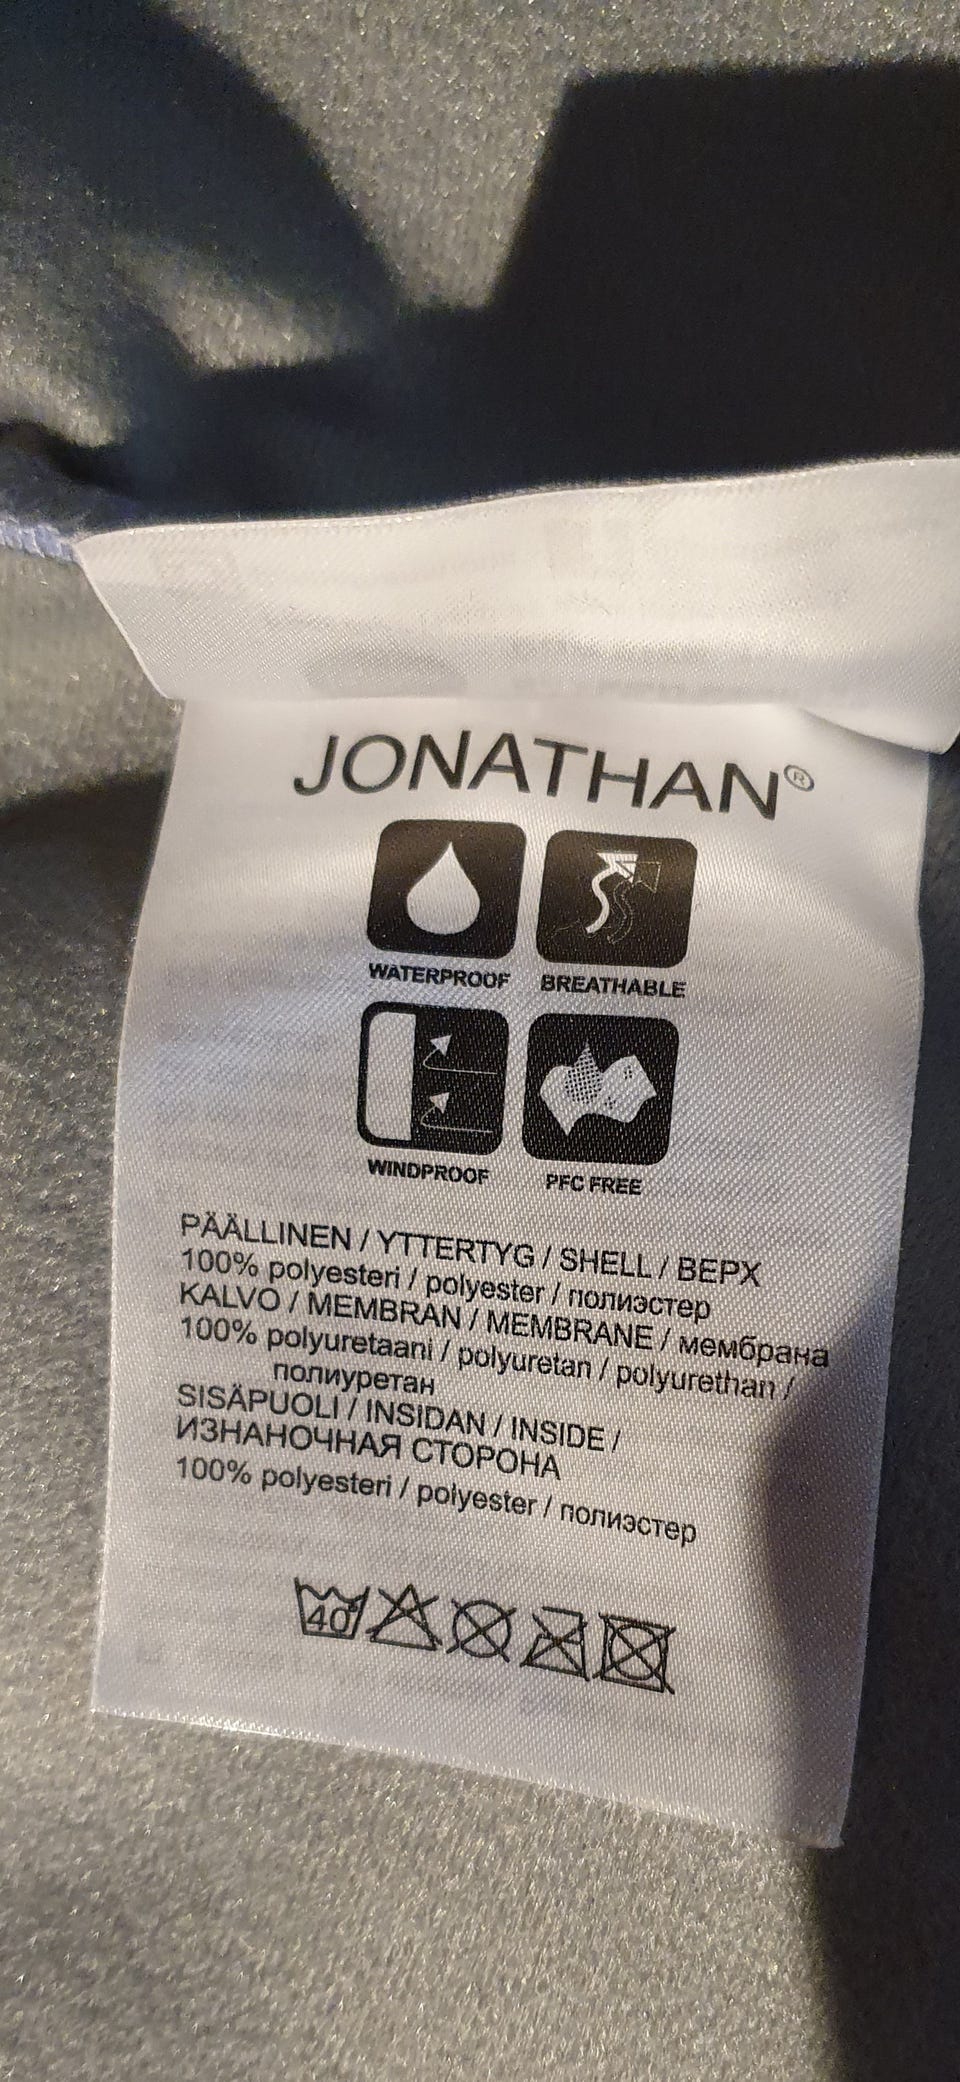 JONATHAN®
WATERPROOF BREATHABLE
WINDPROOF PFC FREE
PÄÄLLINEN / YTTERTYG / SHELL / ВЕРХ
100% polyesteri / polyester / полиэстер
KALVO / MEMBRAN / MEMBRANE / мембрана
100% polyuretaani / polyuretan / polyurethan /
полиуретан
SISÄPUOLI / INSIDAN / INSIDE /
ИЗНАНОЧНАЯ СТОРОНА
100% polyesteri / polyester / полиэстер
40°